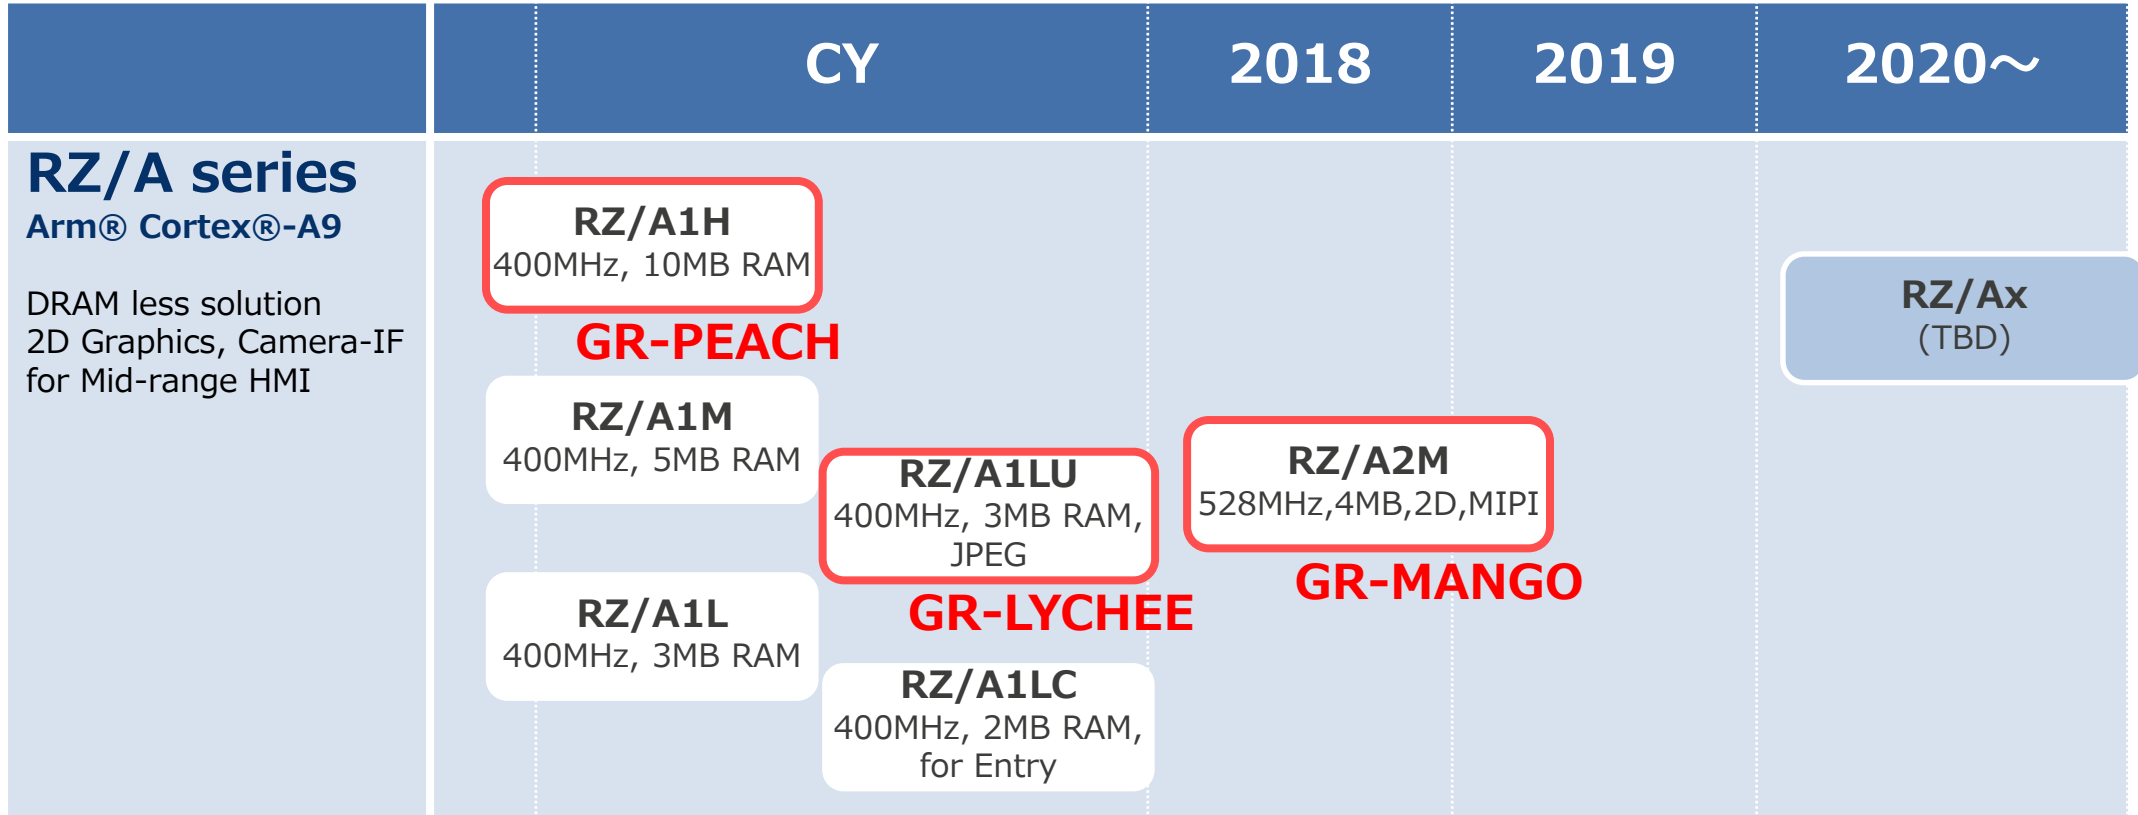 CY
2018
2019
2020～
RZ/A series
Arm® Cortex®-A9
DRAM less solution
2D Graphics, Camera-IF
for Mid-range HMI
RZ/A1H
400MHz, 10MB RAM
GR-PEACH
RZ/A1M
400MHz, 5MB RAM
RZ/A1L
400MHz, 3MB RAM
RZ/A1LU
400MHz, 3MB RAM,
JPEG
GR-LYCHEE
RZ/A1LC
400MHz, 2MB RAM,
for Entry
RZ/A2M
528MHz,4MB,2D,MIPI
GR-MANGO
RZ/Ax
(TBD)